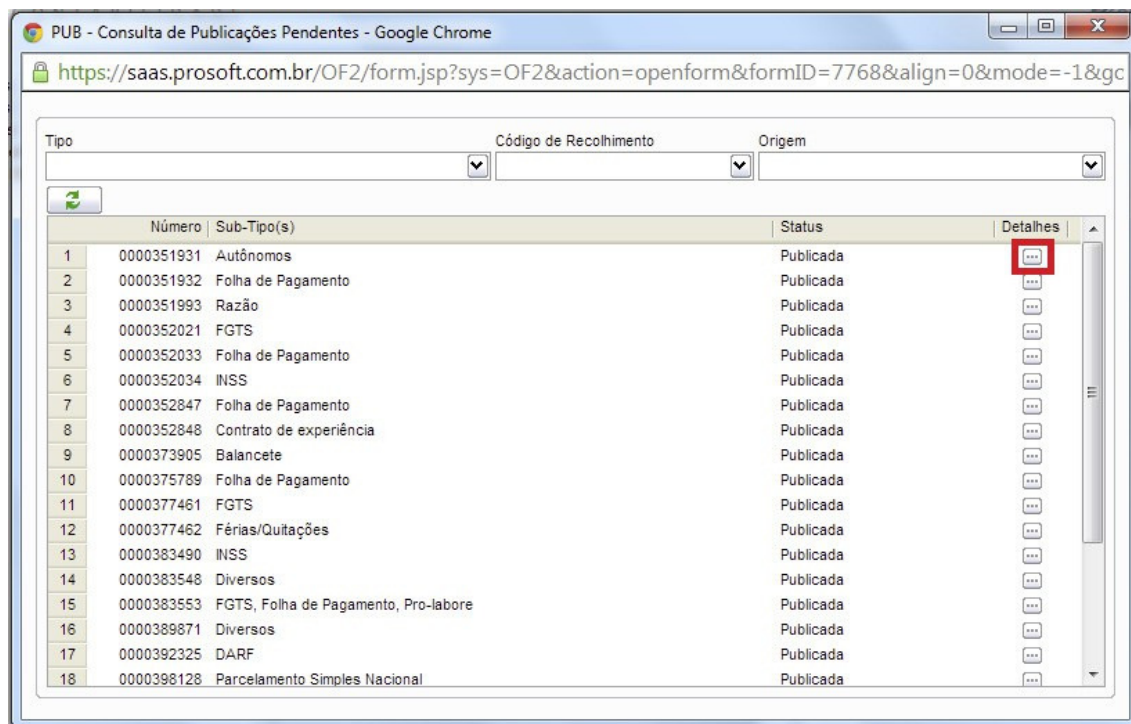 PUB - Consulta de Publicações Pendentes - Google Chrome
https://saas.prosoft.com.br/OF2/form.jsp?sys=OF2&action=openform&formID=7768&align=0&mode=-1&gc
Tipo Código de Recolhimento Origem
Número Sub-Tipo(s) Status Detalhes
1 0000351931 Autônomos Publicada
2 0000351932 Folha de Pagamento Publicada
3 0000351993 Razão Publicada
4 0000352021 FGTS Publicada
5 0000352033 Folha de Pagamento Publicada
6 0000352034 INSS Publicada
7 0000352847 Folha de Pagamento Publicada
8 0000352848 Contrato de experiência Publicada
9 0000373905 Balancete Publicada
10 0000375789 Folha de Pagamento Publicada
11 0000377461 FGTS Publicada
12 0000377462 Férias/Quitações Publicada
13 0000383490 INSS Publicada
14 0000383548 Diversos Publicada
15 0000383553 FGTS, Folha de Pagamento, Pro-labore Publicada
16 0000389871 Diversos Publicada
17 0000392325 DARF Publicada
18 0000398128 Parcelamento Simples Nacional Publicada